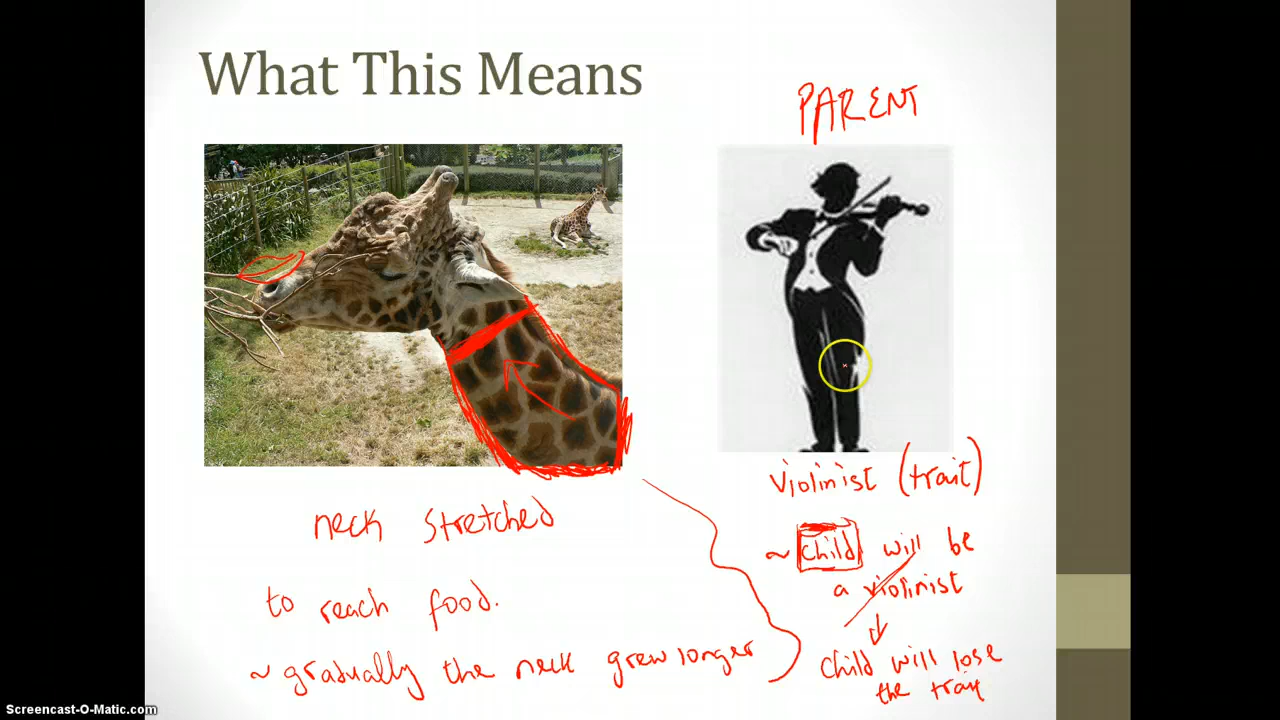 What This Means
PARENT
neck stretched
to reach food.
~ gradually the neck grew longer
violinist (trait)
~ child will be
a violinist
child will lose
the trait
Screencast-O-Matic.com